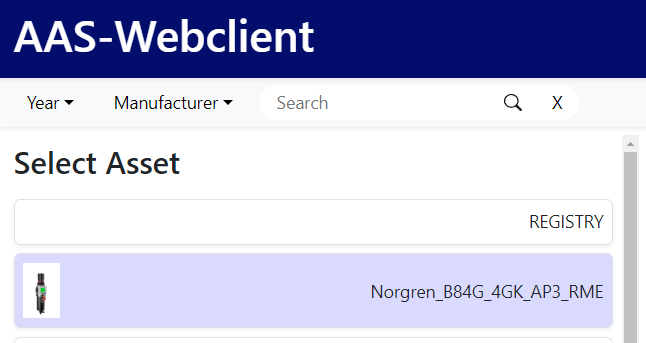 AAS-Webclient
Year Manufacturer Search X
Select Asset
REGISTRY
Norgren_B84G_4GK_AP3_RME